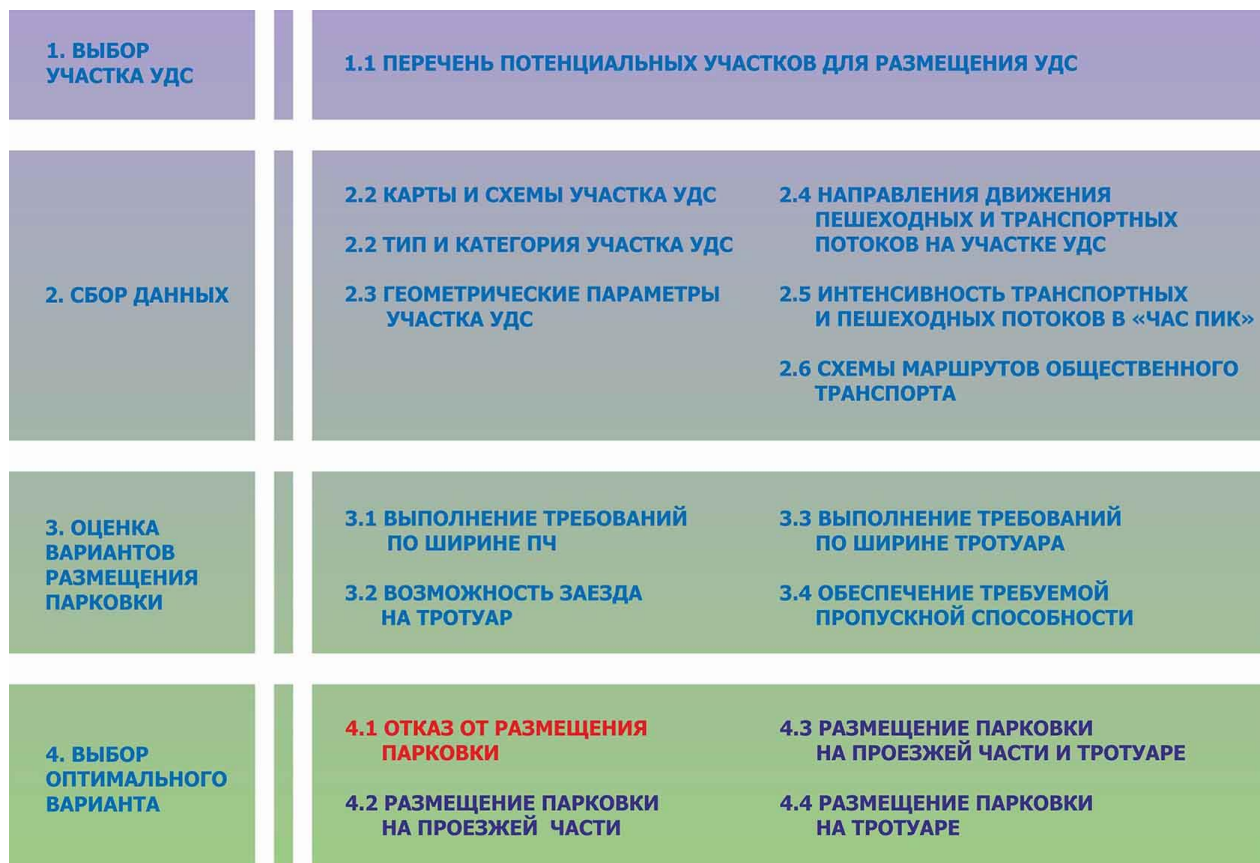 1. ВЫБОР
УЧАСТКА УДС
1.1 ПЕРЕЧЕНЬ ПОТЕНЦИАЛЬНЫХ УЧАСТКОВ ДЛЯ РАЗМЕЩЕНИЯ УДС
2. СБОР ДАННЫХ
2.2 КАРТЫ И СХЕМЫ УЧАСТКА УДС
2.2 ТИП И КАТЕГОРИЯ УЧАСТКА УДС
2.3 ГЕОМЕТРИЧЕСКИЕ ПАРАМЕТРЫ
УЧАСТКА УДС
2.4 НАПРАВЛЕНИЯ ДВИЖЕНИЯ
ПЕШЕХОДНЫХ И ТРАНСПОРТНЫХ
ПОТОКОВ НА УЧАСТКЕ УДС
2.5 ИНТЕНСИВНОСТЬ ТРАНСПОРТНЫХ
И ПЕШЕХОДНЫХ ПОТОКОВ В «ЧАС ПИК»
2.6 СХЕМЫ МАРШРУТОВ ОБЩЕСТВЕННОГО
ТРАНСПОРТА
3. ОЦЕНКА
ВАРИАНТОВ
РАЗМЕЩЕНИЯ
ПАРКОВКИ
3.1 ВЫПОЛНЕНИЕ ТРЕБОВАНИЙ
ПО ШИРИНЕ ПЧ
3.2 ВОЗМОЖНОСТЬ ЗАЕЗДА
НА ТРОТУАР
3.3 ВЫПОЛНЕНИЕ ТРЕБОВАНИЙ
ПО ШИРИНЕ ТРОТУАРА
3.4 ОБЕСПЕЧЕНИЕ ТРЕБУЕМОЙ
ПРОПУСКНОЙ СПОСОБНОСТИ
4. ВЫБОР
ОПТИМАЛЬНОГО
ВАРИАНТА
4.1 ОТКАЗ ОТ РАЗМЕЩЕНИЯ
ПАРКОВКИ
4.2 РАЗМЕЩЕНИЕ ПАРКОВКИ
НА ПРОЕЗЖЕЙ ЧАСТИ
4.3 РАЗМЕЩЕНИЕ ПАРКОВКИ
НА ПРОЕЗЖЕЙ ЧАСТИ И ТРОТУАРЕ
4.4 РАЗМЕЩЕНИЕ ПАРКОВКИ
НА ТРОТУАРЕ